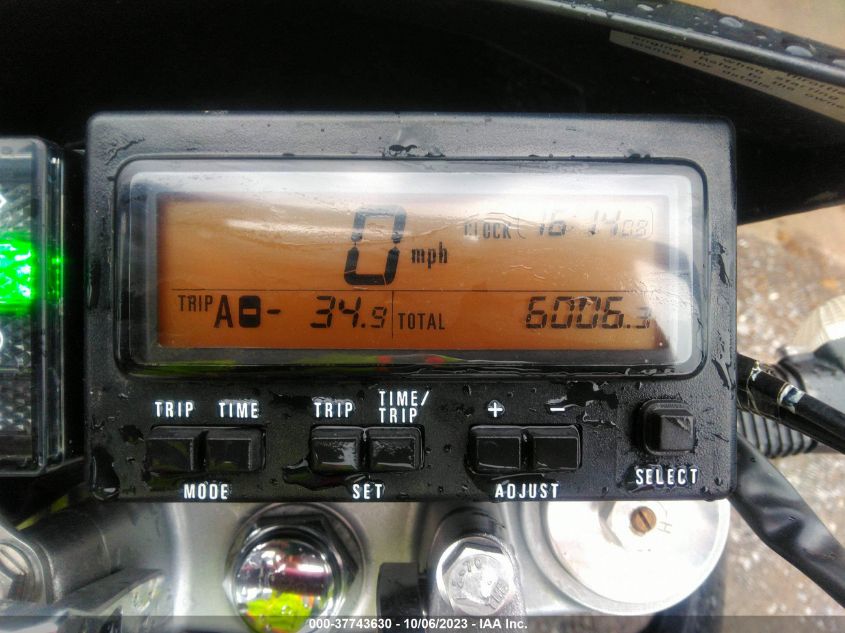 0 mph
CLOCK 16:14 08
TRIP A - 34.9
TOTAL 6006.3
TRIP TIME
MODE
TRIP TIME/
TRIP
SET
+ -
ADJUST
SELECT
H
000-37743630 - 10/06/2023 - IAA Inc.